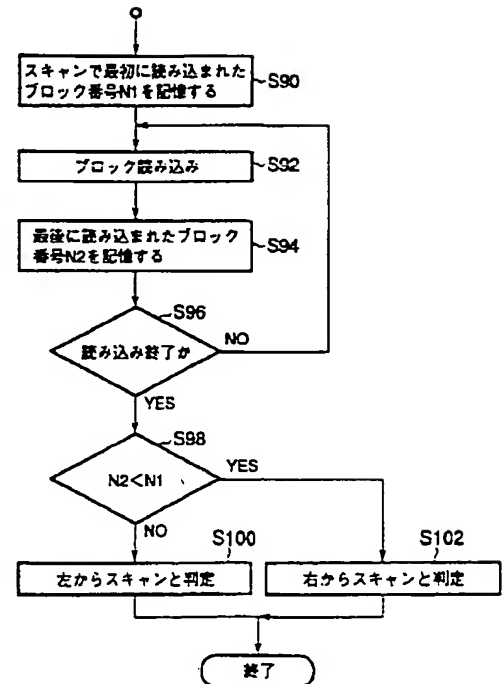 スキャンで最初に読み込まれた
ブロック番号N1を記憶する
S90
ブロック読み込み
S92
最後に読み込まれたブロック
番号N2を記憶する
S94
S96
読み込み終了か
NO
YES
S98
N2<N1
YES
NO
S100
左からスキャンと判定
S102
右からスキャンと判定
終了